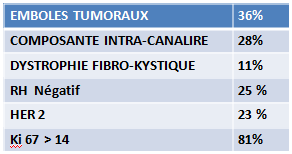 EMBOLES TUMORAUX 36%
COMPOSANTE INTRA-CANALIRE 28%
DYSTROPHIE FIBRO-KYSTIQUE 11%
RH Négatif 25 %
HER 2 23 %
Ki 67 > 14 81%